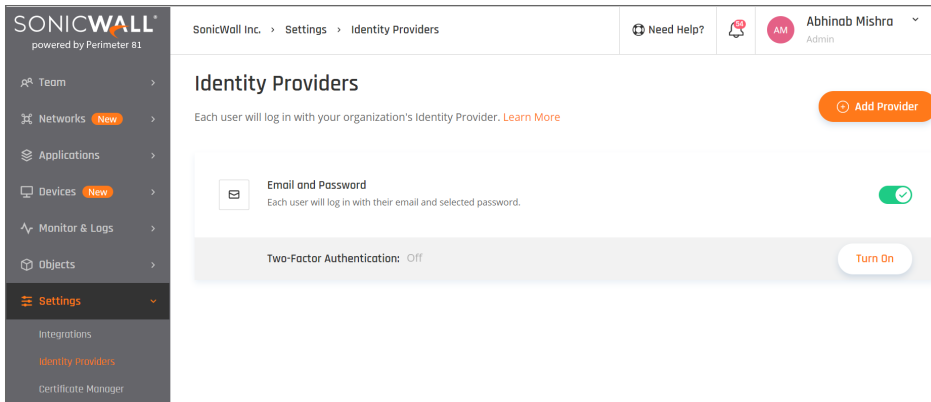 SONICWALL®
powered by Perimeter 81
Team
Networks New
Applications
Devices New
Monitor & Logs
Objects
Settings
Integrations
Identity Providers
Certificate Manager
SonicWall Inc. › Settings › Identity Providers
Need Help?
54
AM
Abhinab Mishra
Admin
Identity Providers
Each user will log in with your organization's Identity Provider. Learn More
Add Provider
Email and Password
Each user will log in with their email and selected password.
Two-Factor Authentication: Off
Turn On